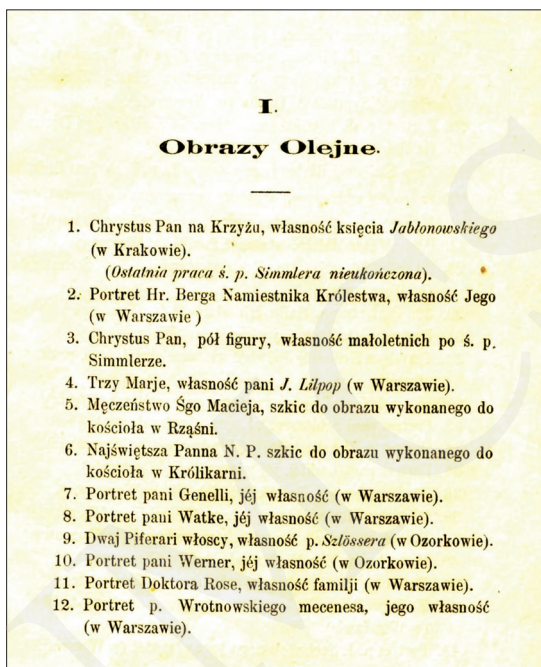 I.
Obrazy Olejne.
1. Chrystus Pan na Krzyżu, własność księcia Jabłonowskiego
(w Krakowie).
(Ostatnia praca ś. p. Simmlera nieukończona).
2. Portret Hr. Berga Namiestnika Królestwa, własność Jego
(w Warszawie )
3. Chrystus Pan, pół figury, własność małoletnich po ś. p.
Simmlerze.
4. Trzy Marje, własność pani J. Lilpop (w Warszawie).
5. Męczeństwo Śgo Macieja, szkic do obrazu wykonanego do
kościoła w Rząśni.
6. Najświętsza Panna N. P. szkic do obrazu wykonanego do
kościoła w Królikarni.
7. Portret pani Genelli, jéj własność (w Warszawie).
8. Portret pani Watke, jéj własność (w Warszawie).
9. Dwaj Piferari włoscy, własność p. Szlössera (w Ozorkowie).
10. Portret pani Werner, jéj własność (w Ozorkowie).
11. Portret Doktora Rose, własność familji (w Warszawie).
12. Portret p. Wrotnowskiego mecenesa, jego własność
(w Warszawie).